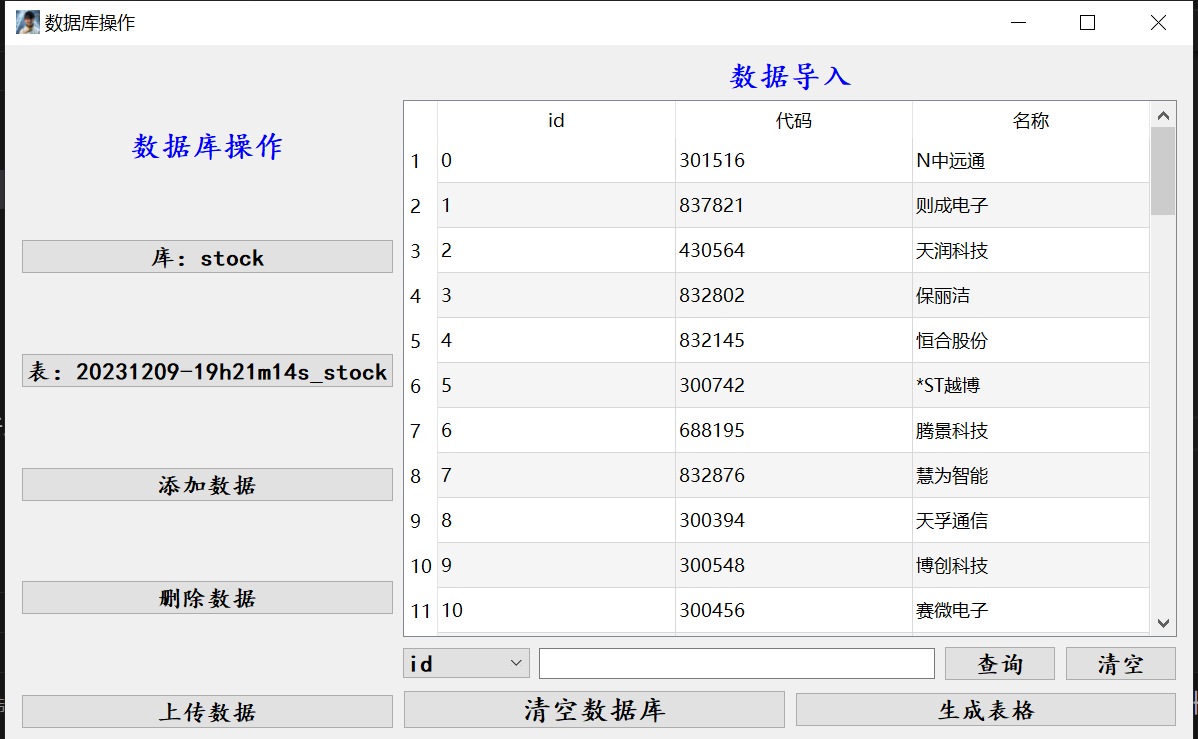 数据库操作
数据导入
数据库操作
库：stock
表：20231209-19h21m14s_stock
添加数据
删除数据
上传数据
id 代码 名称
1 0 301516 N中远通
2 1 837821 则成电子
3 2 430564 天润科技
4 3 832802 保丽洁
5 4 832145 恒合股份
6 5 300742 *ST越博
7 6 688195 腾景科技
8 7 832876 慧为智能
9 8 300394 天孚通信
10 9 300548 博创科技
11 10 300456 赛微电子
id 查询 清空
清空数据库 生成表格